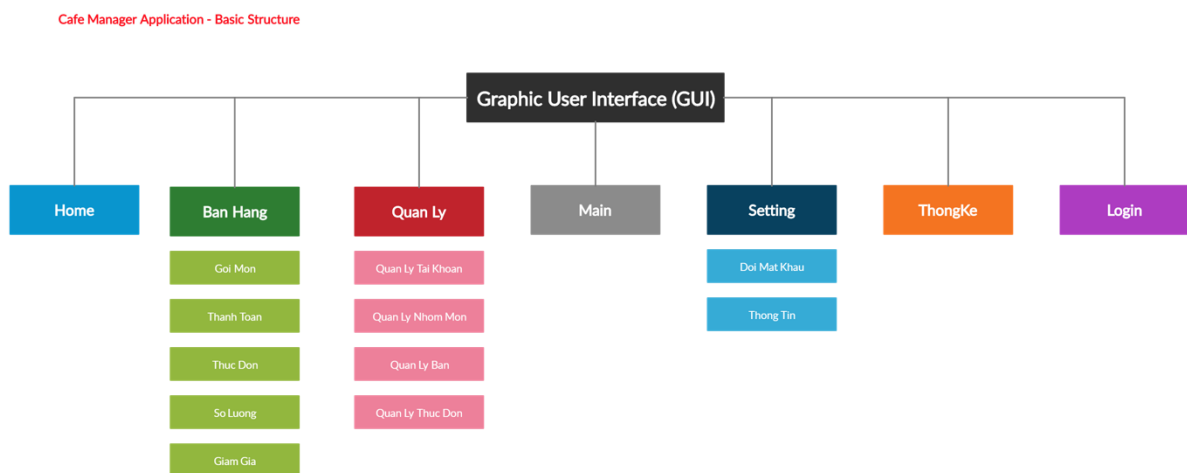 Cafe Manager Application - Basic Structure
Graphic User Interface (GUI)
Home
Ban Hang
Quan Ly
Main
Setting
ThongKe
Login
Goi Mon
Quan Ly Tai Khoan
Doi Mat Khau
Thanh Toan
Quan Ly Nhom Mon
Thong Tin
Thuc Don
Quan Ly Ban
So Luong
Quan Ly Thuc Don
Giam Gia